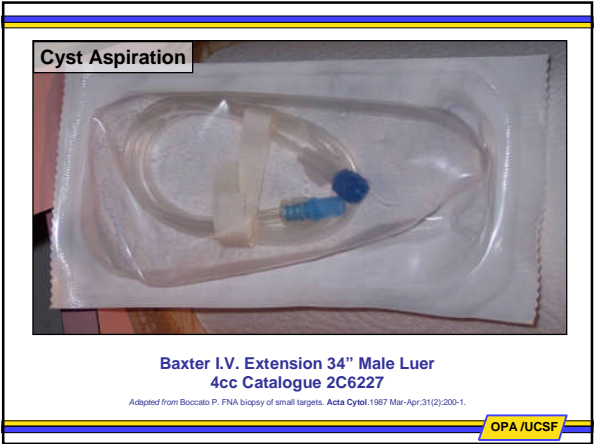 Cyst Aspiration
Baxter I.V. Extension 34” Male Luer
4cc Catalogue 2C6227
Adapted from Boccato P. FNA biopsy of small targets. Acta Cytol.1987 Mar-Apr;31(2):200-1.
OPA /UCSF